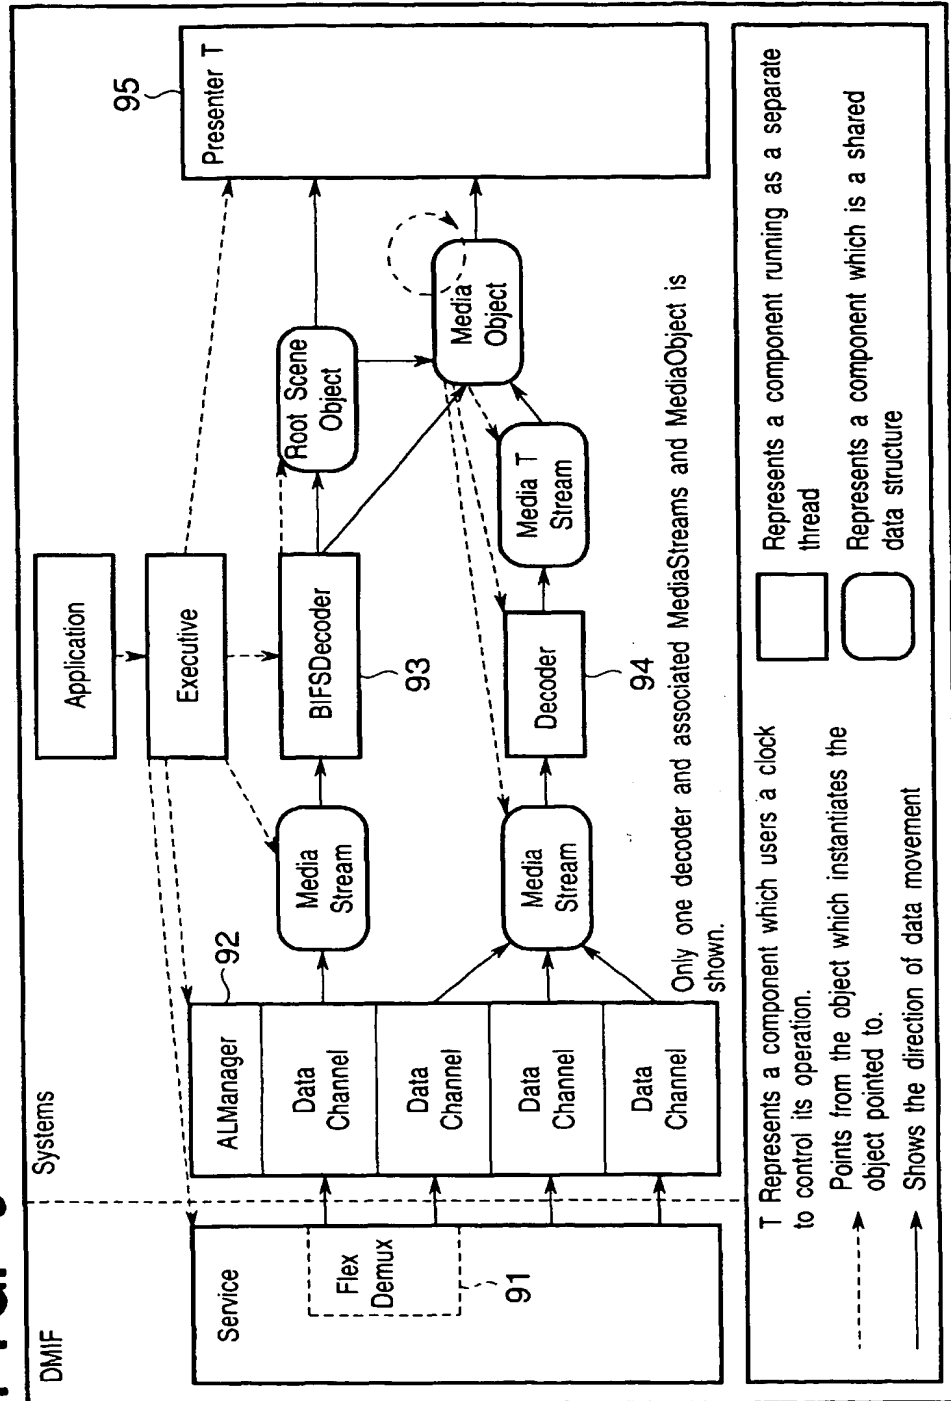 DMIF
Systems
Application
Executive
Service
Flex
Demux
91
ALManager
92
Data
Channel
Data
Channel
Data
Channel
Data
Channel
Media
Stream
BIFSDecoder
93
Root Scene
Object
Media
Stream
Decoder
94
Media T
Stream
Media
Object
Presenter T
95
Only one decoder and associated MediaStreams and MediaObject is
shown.
T Represents a component which users a clock
to control its operation.
Points from the object which instantiates the
object pointed to.
Shows the direction of data movement
Represents a component running as a separate
thread
Represents a component which is a shared
data structure